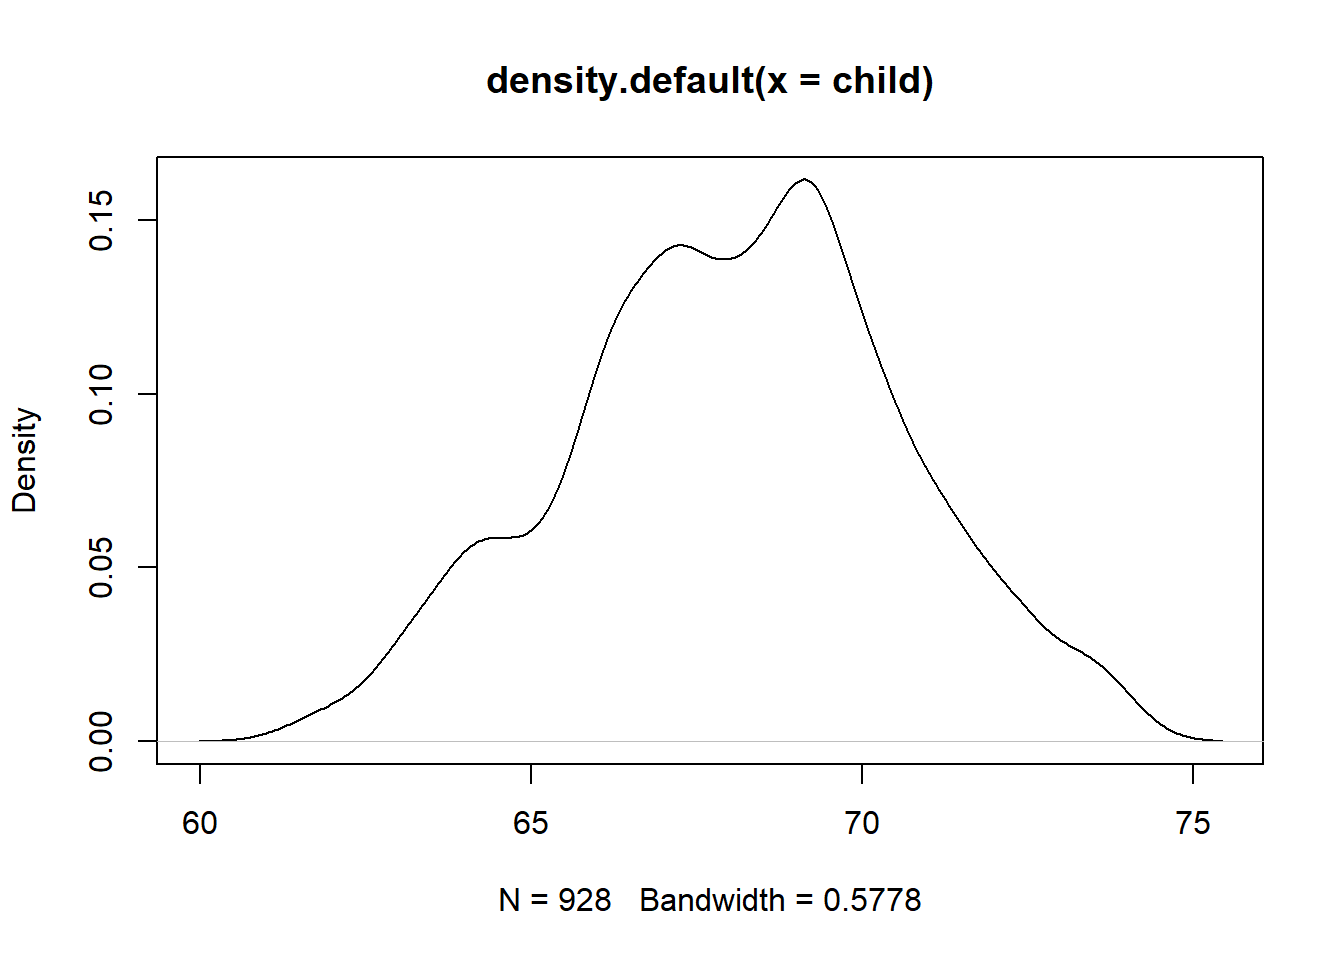 density.default(x = child)
Density
0.15
0.10
0.05
0.00
60 65 70 75
N = 928 Bandwidth = 0.5778